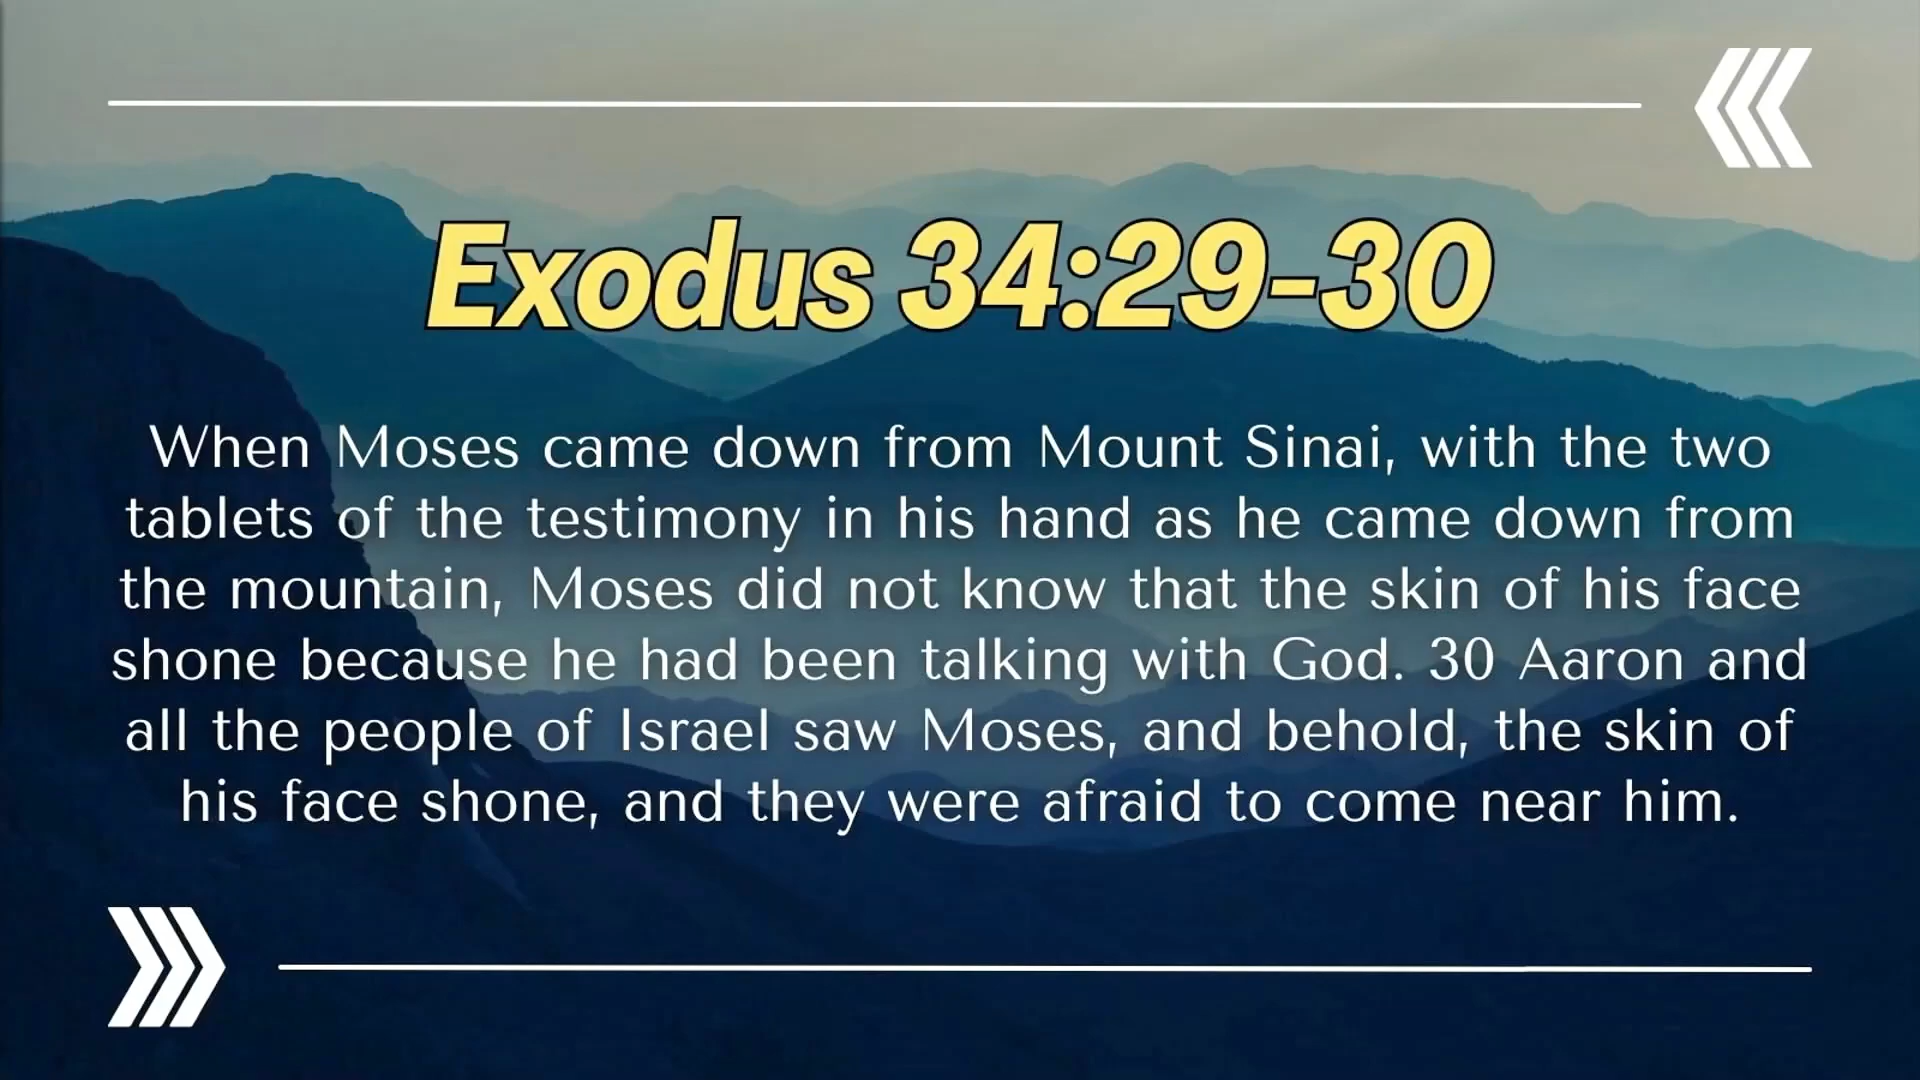 Exodus 34:29-30
When Moses came down from Mount Sinai, with the two
tablets of the testimony in his hand as he came down from
the mountain, Moses did not know that the skin of his face
shone because he had been talking with God. 30 Aaron and
all the people of Israel saw Moses, and behold, the skin of
his face shone, and they were afraid to come near him.